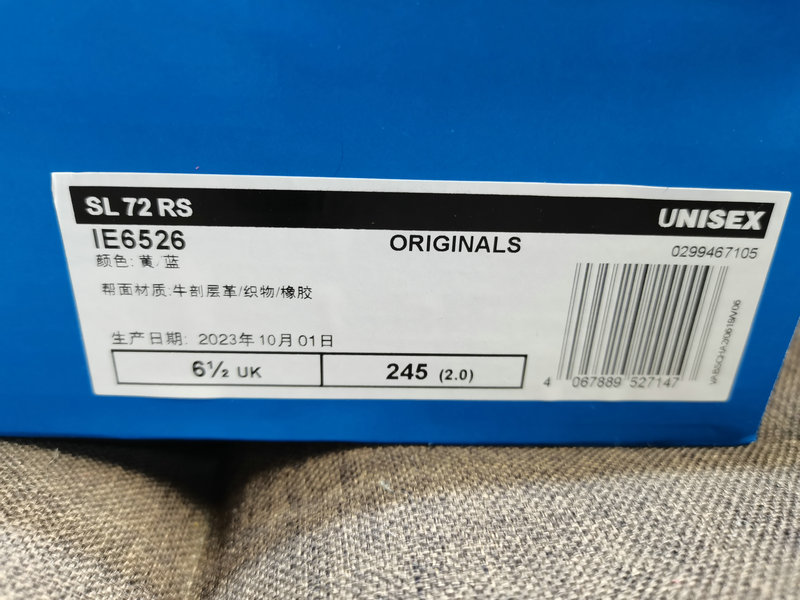 SL 72 RS
UNISEX
IE6526
ORIGINALS
0299467105
颜色: 黄/蓝
帮面材质:牛剖层革/织物/橡胶
生产日期: 2023年10月01日
6½ UK
245 (2.0)
4 067889 527147